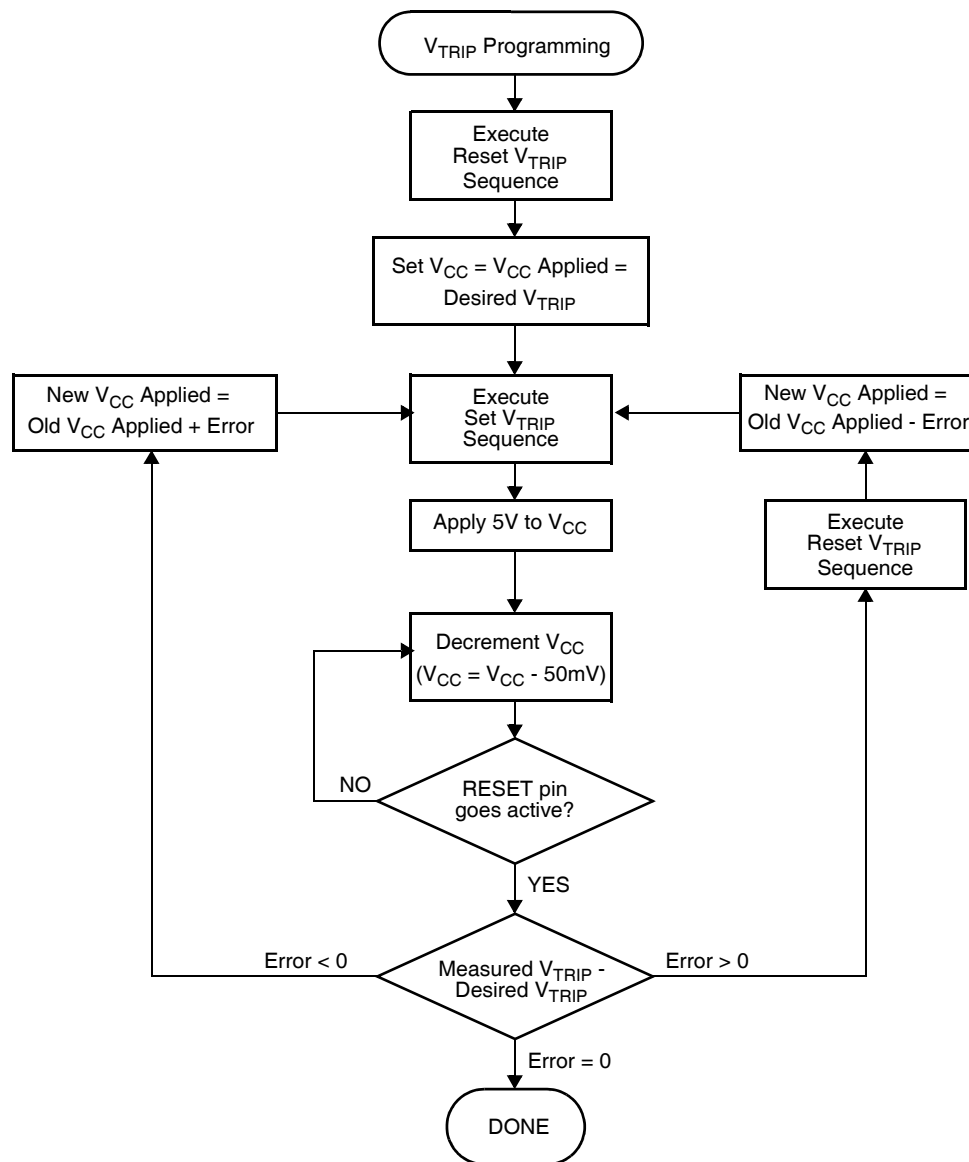 V_TRIP Programming
Execute
Reset V_TRIP
Sequence
Set V_CC = V_CC Applied =
Desired V_TRIP
New V_CC Applied =
Old V_CC Applied + Error
Execute
Set V_TRIP
Sequence
New V_CC Applied =
Old V_CC Applied - Error
Apply 5V to V_CC
Execute
Reset V_TRIP
Sequence
Decrement V_CC
(V_CC = V_CC - 50mV)
NO
RESET pin
goes active?
YES
Error < 0
Measured V_TRIP -
Desired V_TRIP
Error > 0
Error = 0
DONE